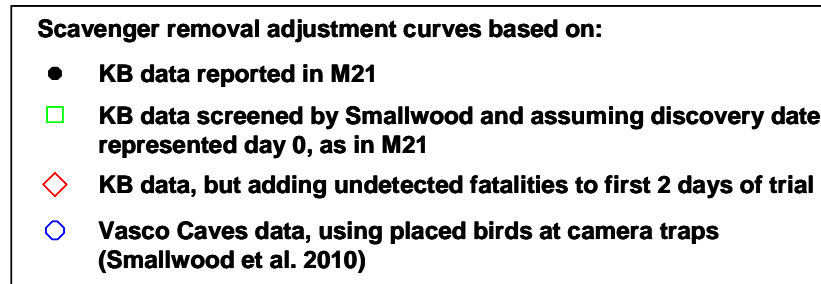 Scavenger removal adjustment curves based on:
KB data reported in M21
KB data screened by Smallwood and assuming discovery date
represented day 0, as in M21
KB data, but adding undetected fatalities to first 2 days of trial
Vasco Caves data, using placed birds at camera traps
(Smallwood et al. 2010)